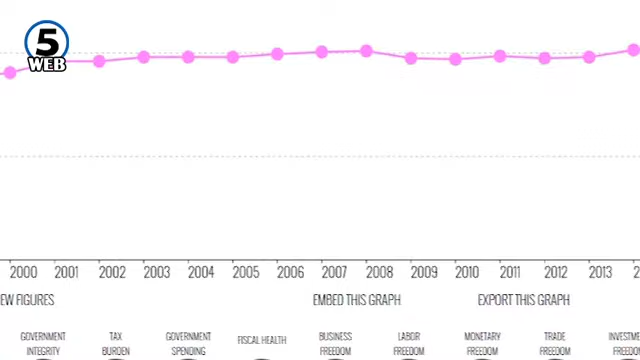 5
WEB
2000 2001 2002 2003 2004 2005 2006 2007 2008 2009 2010 2011 2012 2013 2
EW FIGURES EMBED THIS GRAPH EXPORT THIS GRAPH
GOVERNMENT INTEGRITY
TAX BURDEN
GOVERNMENT SPENDING
FISCAL HEALTH
BUSINESS FREEDOM
LABOR FREEDOM
MONETARY FREEDOM
TRADE FREEDOM
INVESTME FREEDO